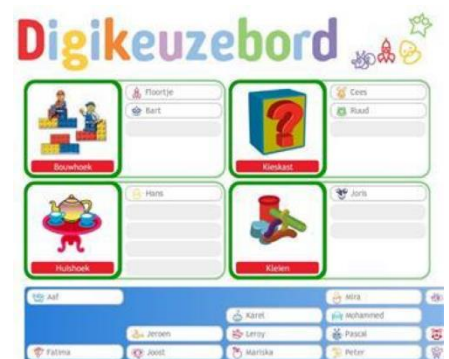 Digikeuzebord
Floortje
Bart
Bouwhoek
Cees
Ruud
?
Kieskast
Hans
Huishoek
Joris
Kleien
Aaf
Mira
Karel
Mohammed
Jeroen
Leroy
Pascal
Fatima
Joost
Mariska
Peter